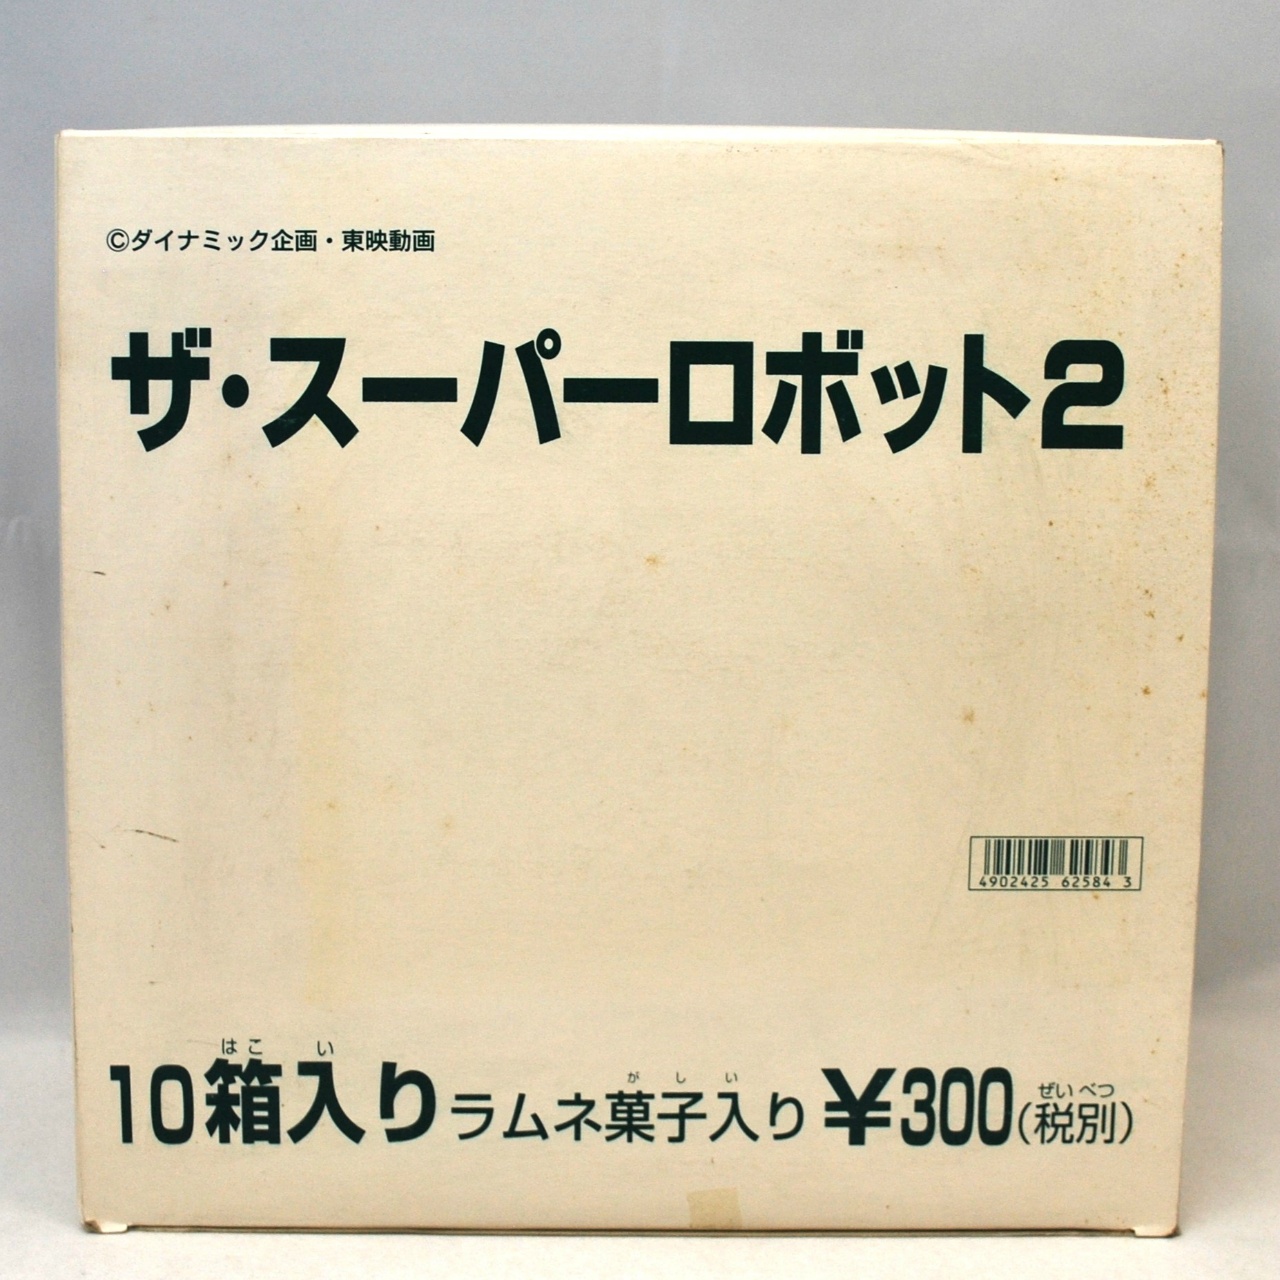 ©ダイナミック企画・東映動画
ザ・スーパーロボット2
4902425 62584 3
はこ い
10箱入り ラムネ菓子入り ¥300(税別)
がしい
ぜいべつ